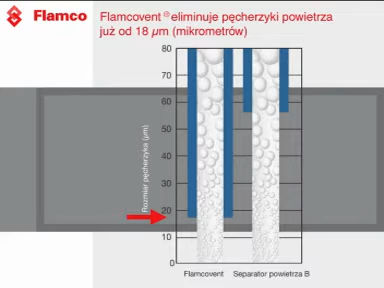 Flamco
Flamcovent® eliminuje pęcherzyki powietrza
już od 18 µm (mikrometrów)
80
70
60
50
40
30
20
10
0
Rozmiar pęcherzyka (µm)
Flamcovent
Separator powietrza B